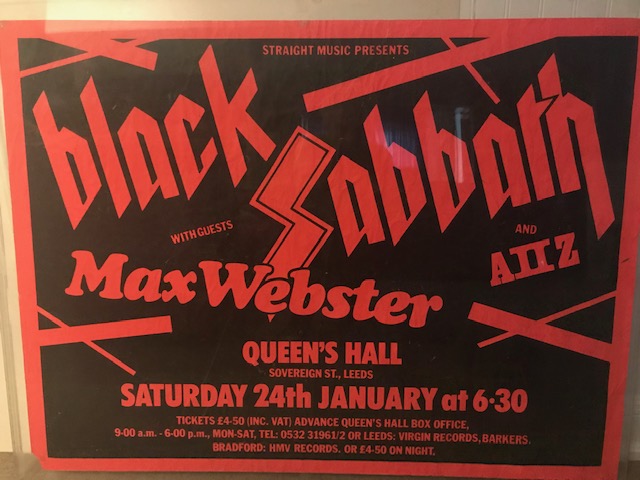 STRAIGHT MUSIC PRESENTS
black Sabbath
WITH GUESTS
Max Webster
AND
A II Z
QUEEN'S HALL
SOVEREIGN ST., LEEDS
SATURDAY 24th JANUARY at 6·30
TICKETS £4-50 (INC. VAT) ADVANCE QUEEN'S HALL BOX OFFICE,
9-00 a.m. - 6-00 p.m., MON-SAT, TEL: 0532 31961/2 OR LEEDS: VIRGIN RECORDS, BARKERS.
BRADFORD: HMV RECORDS. OR £4-50 ON NIGHT.